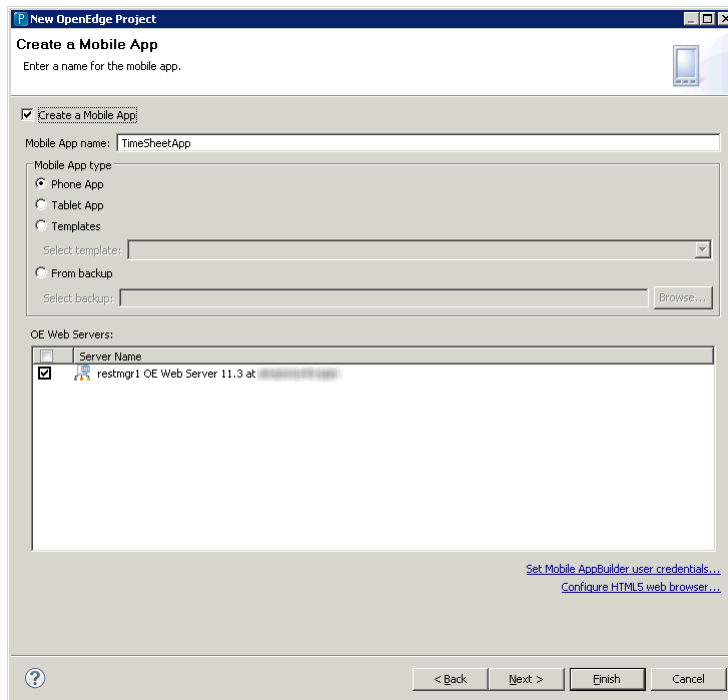 New OpenEdge Project
Create a Mobile App
Enter a name for the mobile app.
Create a Mobile App
Mobile App name: TimeSheetApp
Mobile App type
Phone App
Tablet App
Templates
Select template:
From backup
Select backup: Browse...
OE Web Servers:
Server Name
restmgr1 OE Web Server 11.3 at
Set Mobile AppBuilder user credentials...
Configure HTML5 web browser...
< Back Next > Finish Cancel